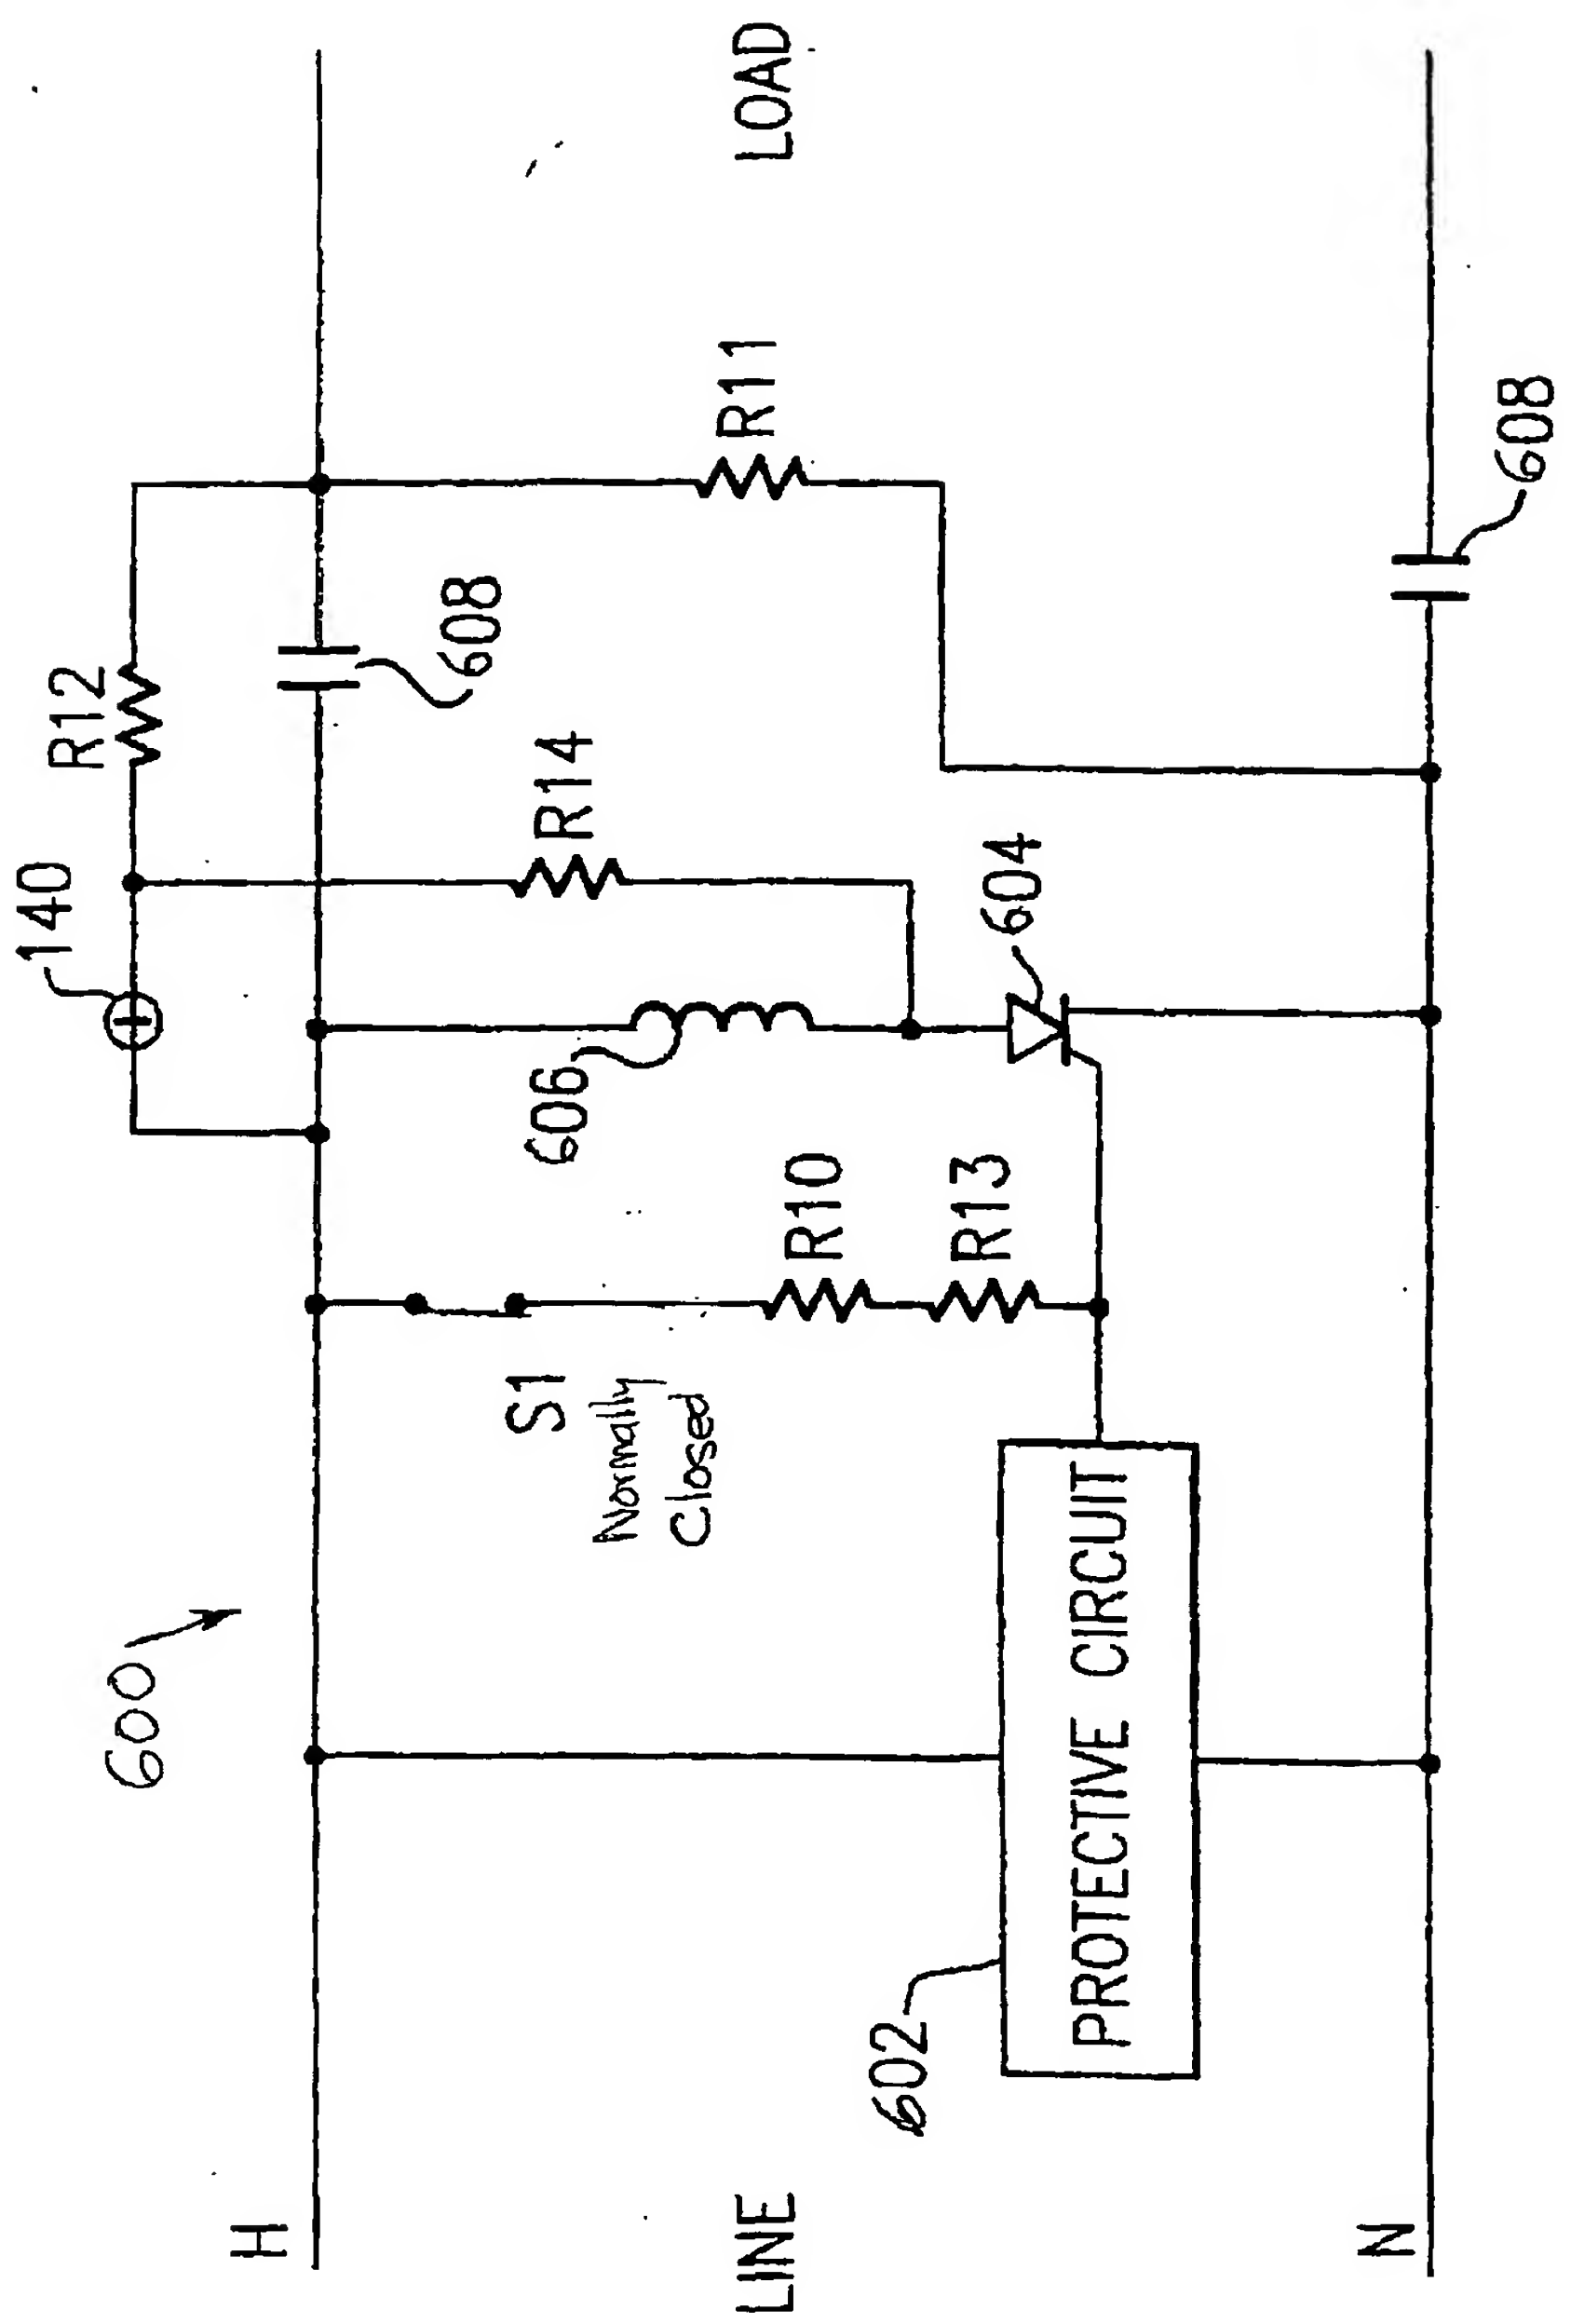 600
H
LINE
N
602
PROTECTIVE CIRCUIT
S1
Normally
Closed
R10
R13
606
604
140
R12
R14
608
R11
608
LOAD